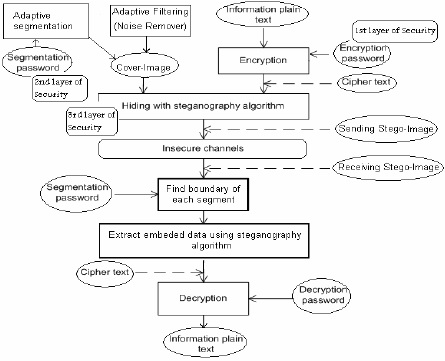 Adaptive
segmentation
Adaptive Filtering
(Noise Remover)
Information plain
text
1st layer of Security
Segmentation
password
2nd layer of
Security
Cover-Image
Encryption
Encryption
password
Cipher text
3rd layer of
Security
Hiding with steganography algorithm
Sending Stego-Image
Insecure channels
Receiving Stego-Image
Segmentation
password
Find boundary of
each segment
Extract embeded data using steganography
algorithm
Cipher text
Decryption
Decryption
password
Information plain
text